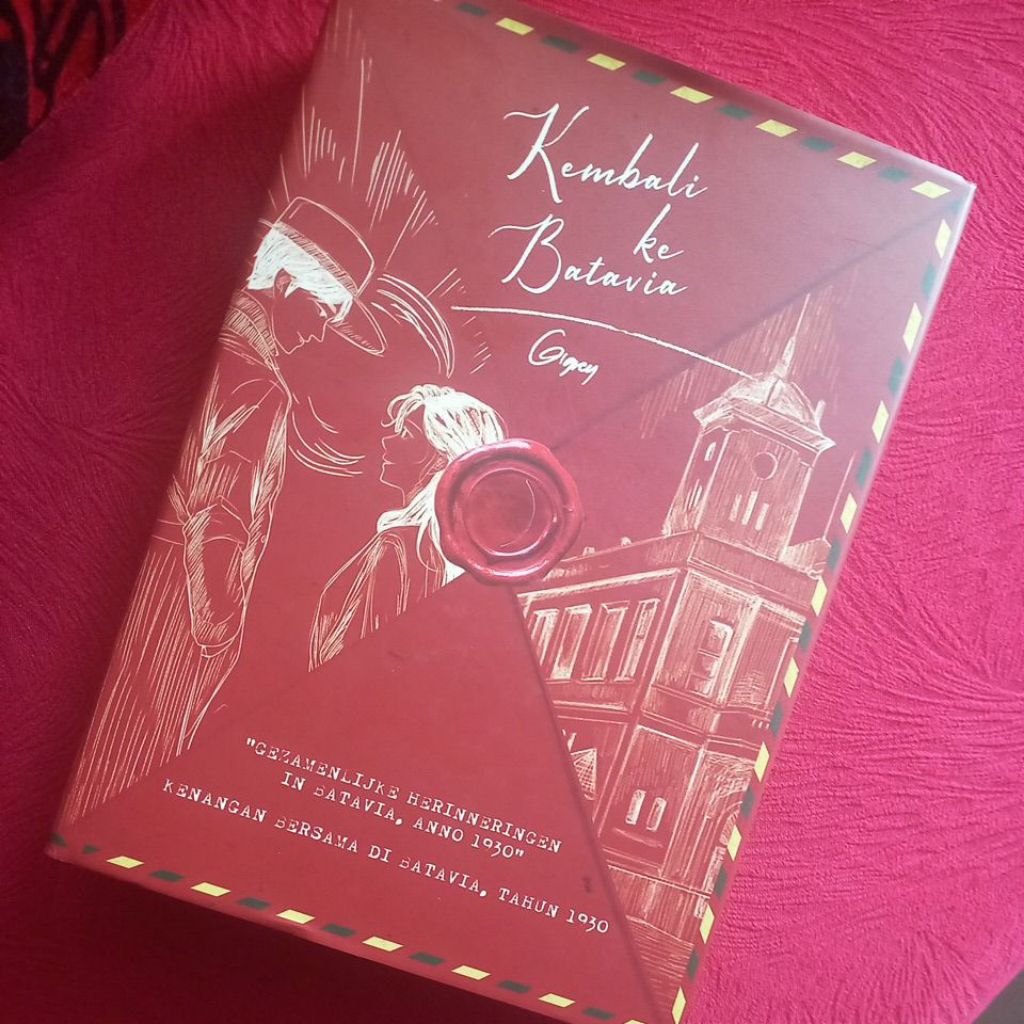 Kembali
ke
Batavia
Gigrey
"GEZAMENLIJKE HERINNERINGEN
IN BATAVIA, ANNO 1930"
KENANGAN BERSAMA DI BATAVIA, TAHUN 1930